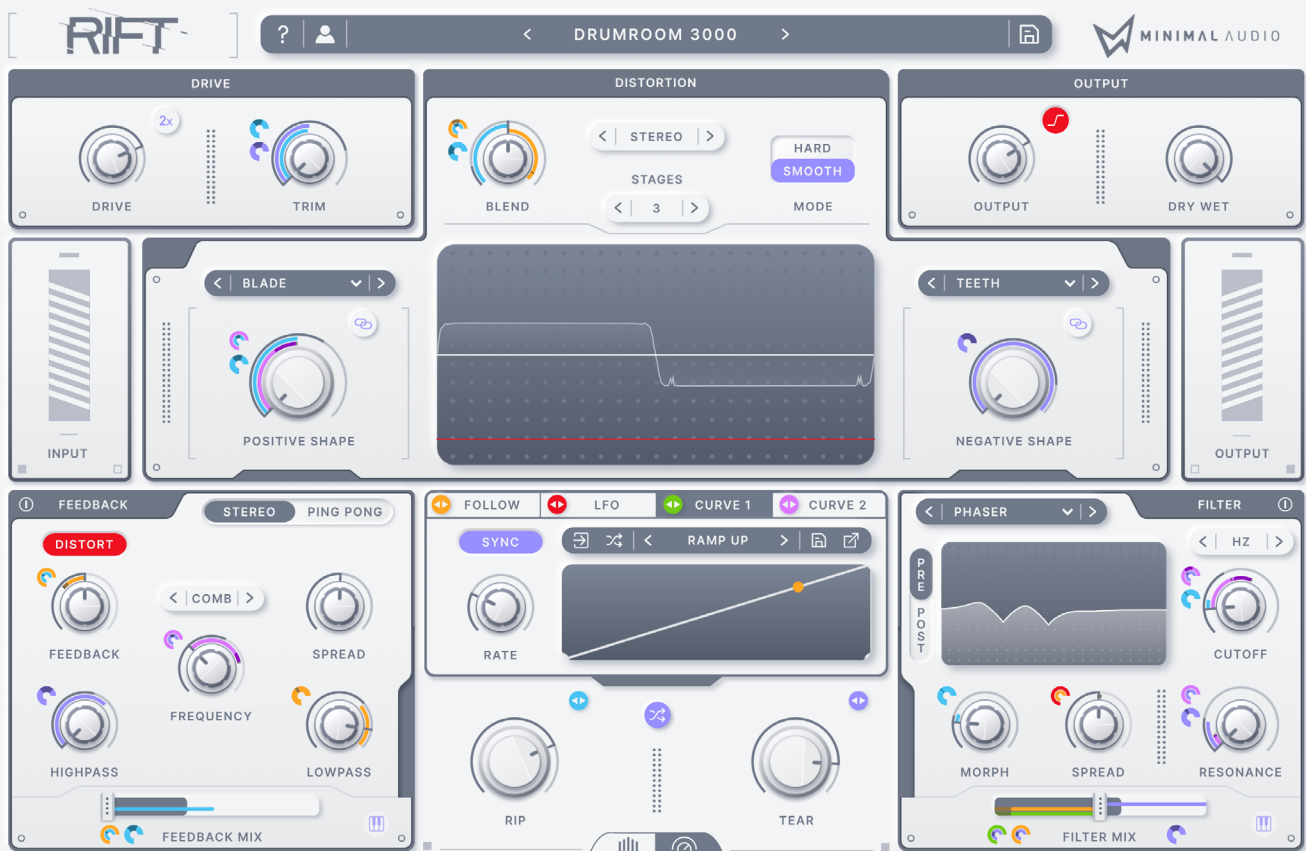 RIFT
?
DRUMROOM 3000
MINIMAL AUDIO
DRIVE
2x
DRIVE
TRIM
DISTORTION
BLEND
STEREO
STAGES
3
HARD
SMOOTH
MODE
OUTPUT
OUTPUT
DRY WET
INPUT
BLADE
POSITIVE SHAPE
TEETH
NEGATIVE SHAPE
OUTPUT
FEEDBACK
STEREO
PING PONG
DISTORT
FEEDBACK
COMB
SPREAD
FREQUENCY
HIGHPASS
LOWPASS
FEEDBACK MIX
FOLLOW
LFO
CURVE 1
CURVE 2
SYNC
RAMP UP
RATE
RIP
TEAR
PHASER
FILTER
HZ
PRE
POST
CUTOFF
MORPH
SPREAD
RESONANCE
FILTER MIX